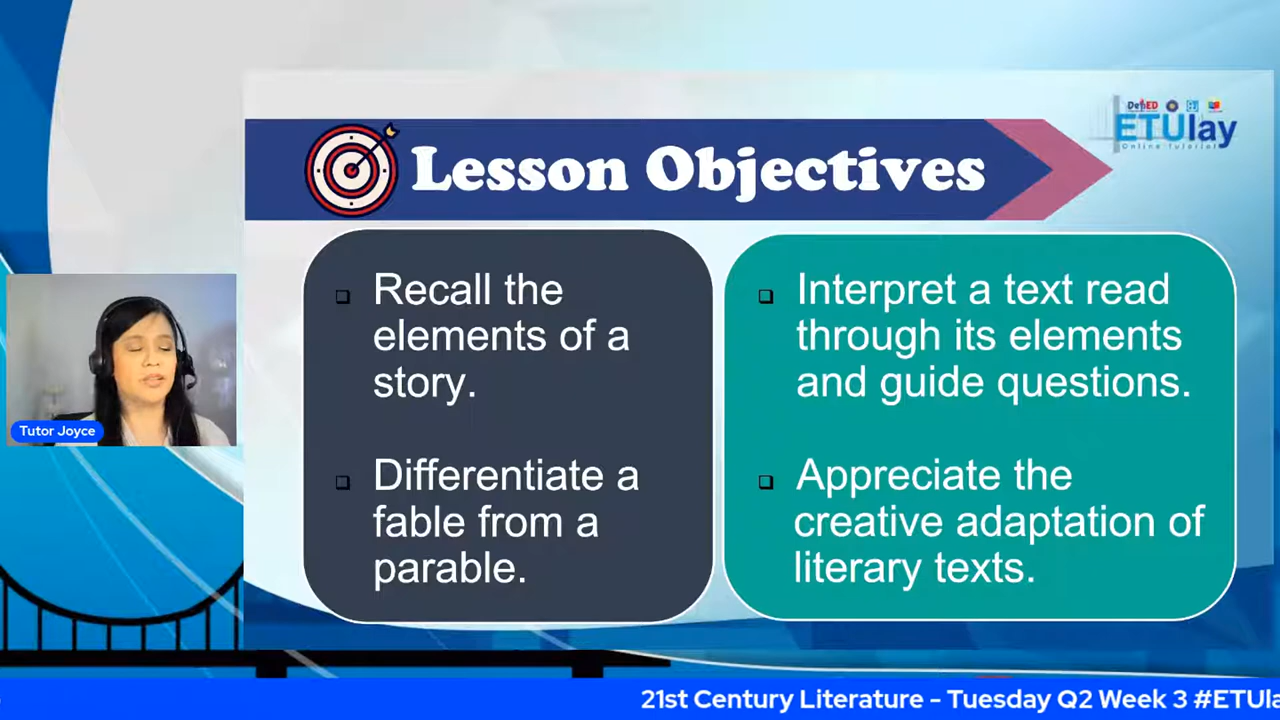 DepED
ETUlay
Online Tutorial
Lesson Objectives
Recall the
elements of a
story.
Differentiate a
fable from a
parable.
Interpret a text read
through its elements
and guide questions.
Appreciate the
creative adaptation of
literary texts.
Tutor Joyce
21st Century Literature - Tuesday Q2 Week 3 #ETUla